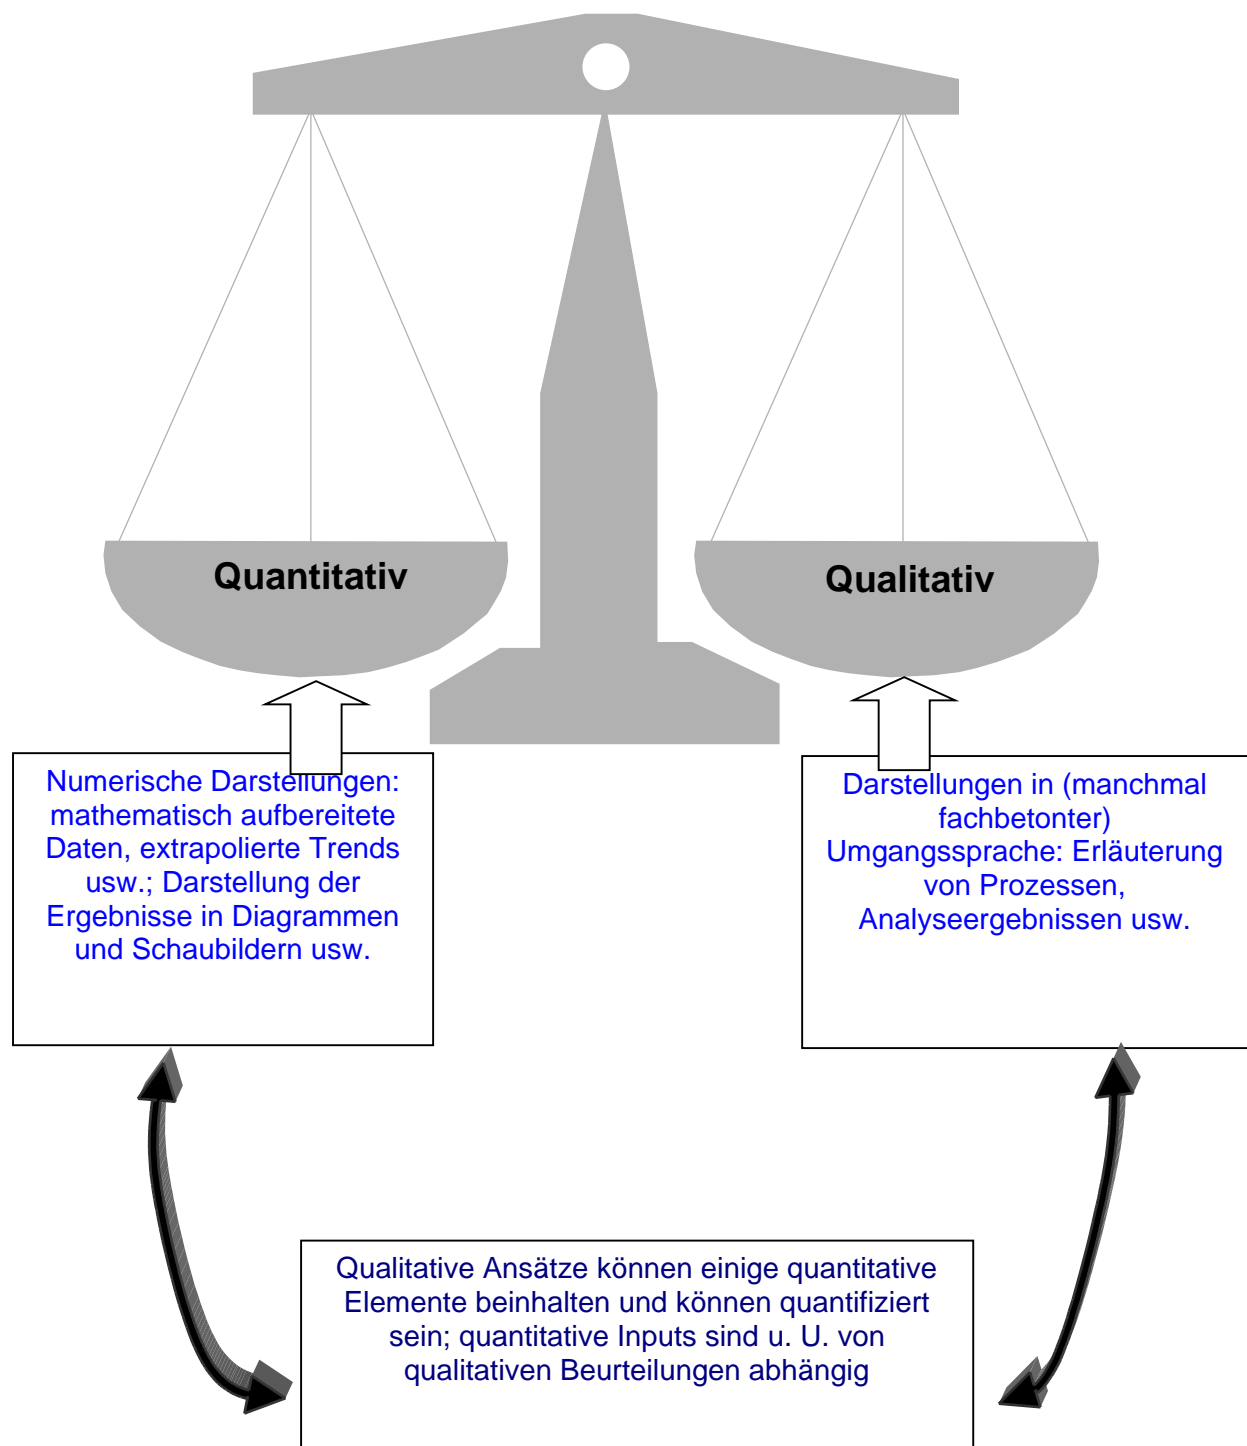 Quantitativ
Qualitativ
Numerische Darstellungen:
mathematisch aufbereitete
Daten, extrapolierte Trends
usw.; Darstellung der
Ergebnisse in Diagrammen
und Schaubildern usw.
Darstellungen in (manchmal
fachbetonter)
Umgangssprache: Erläuterung
von Prozessen,
Analyseergebnissen usw.
Qualitative Ansätze können einige quantitative
Elemente beinhalten und können quantifiziert
sein; quantitative Inputs sind u. U. von
qualitativen Beurteilungen abhängig